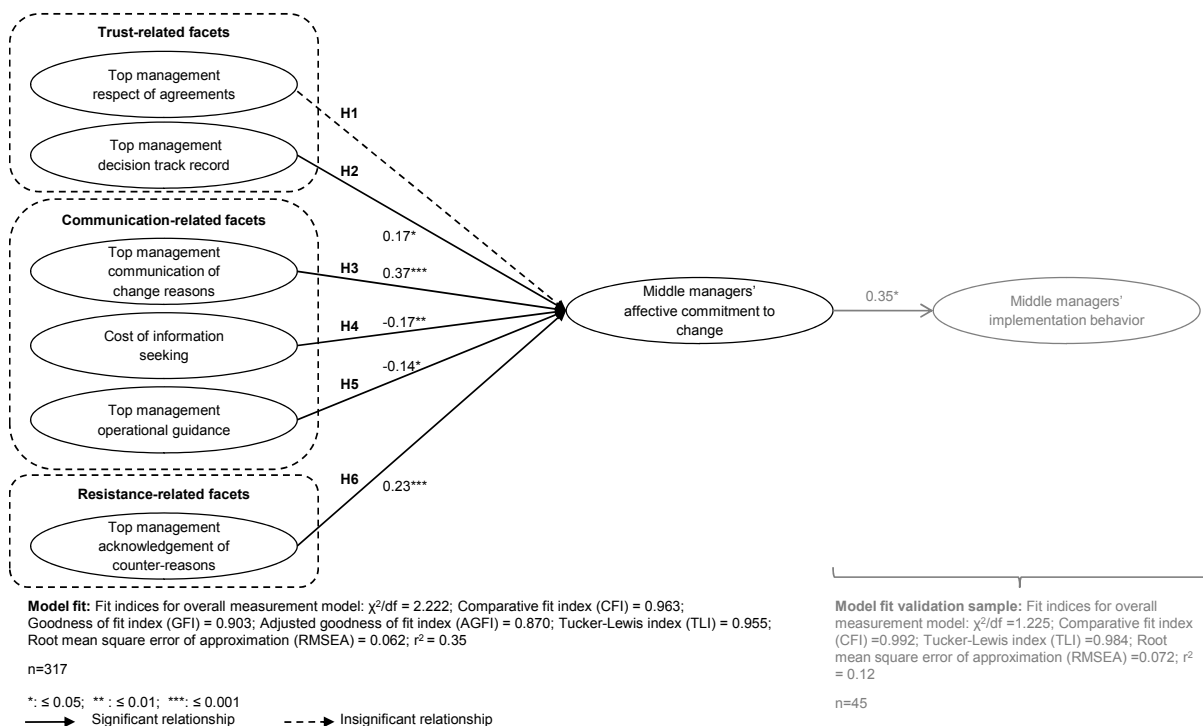 Trust-related facets
Top management
respect of agreements
H1
Top management
decision track record
H2
0.17*
Communication-related facets
Top management
communication of
change reasons
H3
0.37***
Cost of information
seeking
H4
-0.17**
Top management
operational guidance
H5
-0.14*
Resistance-related facets
Top management
acknowledgement of
counter-reasons
H6
0.23***
Middle managers’
affective commitment to
change
0.35*
Middle managers’
implementation behavior
Model fit: Fit indices for overall measurement model: χ²/df = 2.222; Comparative fit index (CFI) = 0.963;
Goodness of fit index (GFI) = 0.903; Adjusted goodness of fit index (AGFI) = 0.870; Tucker-Lewis index (TLI) = 0.955;
Root mean square error of approximation (RMSEA) = 0.062; r² = 0.35
n=317
*: ≤ 0.05; ** : ≤ 0.01; ***: ≤ 0.001
Significant relationship
Insignificant relationship
Model fit validation sample: Fit indices for overall
measurement model: χ²/df =1.225; Comparative fit index
(CFI) =0.992; Tucker-Lewis index (TLI) =0.984; Root
mean square error of approximation (RMSEA) =0.072; r²
= 0.12
n=45